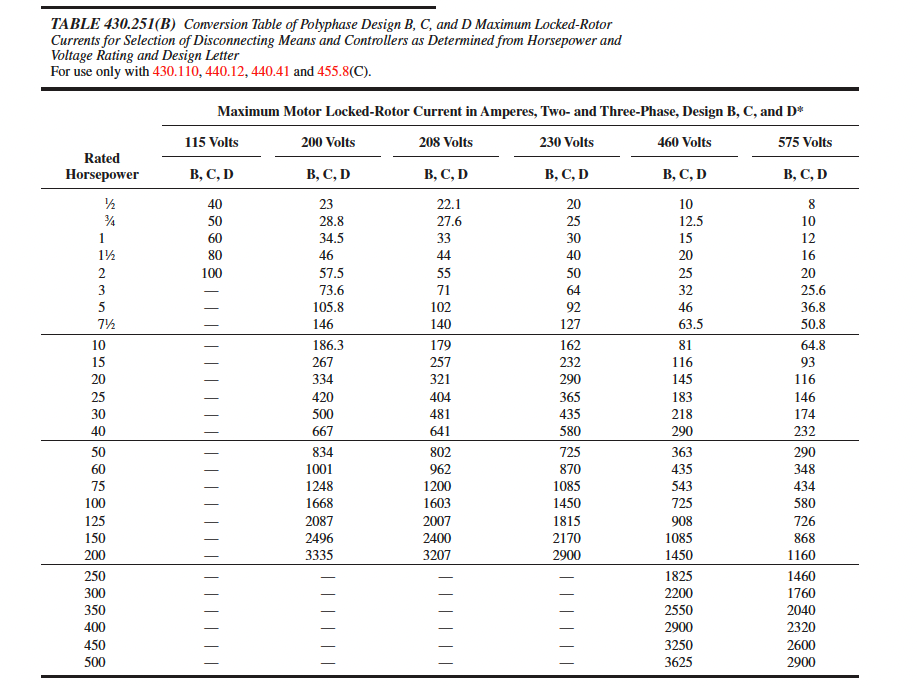 TABLE 430.251(B) Conversion Table of Polyphase Design B, C, and D Maximum Locked-Rotor
Currents for Selection of Disconnecting Means and Controllers as Determined from Horsepower and
Voltage Rating and Design Letter
For use only with 430.110, 440.12, 440.41 and 455.8(C).
Maximum Motor Locked-Rotor Current in Amperes, Two- and Three-Phase, Design B, C, and D*
115 Volts 200 Volts 208 Volts 230 Volts 460 Volts 575 Volts
Rated
Horsepower B, C, D B, C, D B, C, D B, C, D B, C, D B, C, D
½ 40 23 22.1 20 10 8
¾ 50 28.8 27.6 25 12.5 10
1 60 34.5 33 30 15 12
1½ 80 46 44 40 20 16
2 100 57.5 55 50 25 20
3 — 73.6 71 64 32 25.6
5 — 105.8 102 92 46 36.8
7½ — 146 140 127 63.5 50.8
10 — 186.3 179 162 81 64.8
15 — 267 257 232 116 93
20 — 334 321 290 145 116
25 — 420 404 365 183 146
30 — 500 481 435 218 174
40 — 667 641 580 290 232
50 — 834 802 725 363 290
60 — 1001 962 870 435 348
75 — 1248 1200 1085 543 434
100 — 1668 1603 1450 725 580
125 — 2087 2007 1815 908 726
150 — 2496 2400 2170 1085 868
200 — 3335 3207 2900 1450 1160
250 — — — — 1825 1460
300 — — — — 2200 1760
350 — — — — 2550 2040
400 — — — — 2900 2320
450 — — — — 3250 2600
500 — — — — 3625 2900